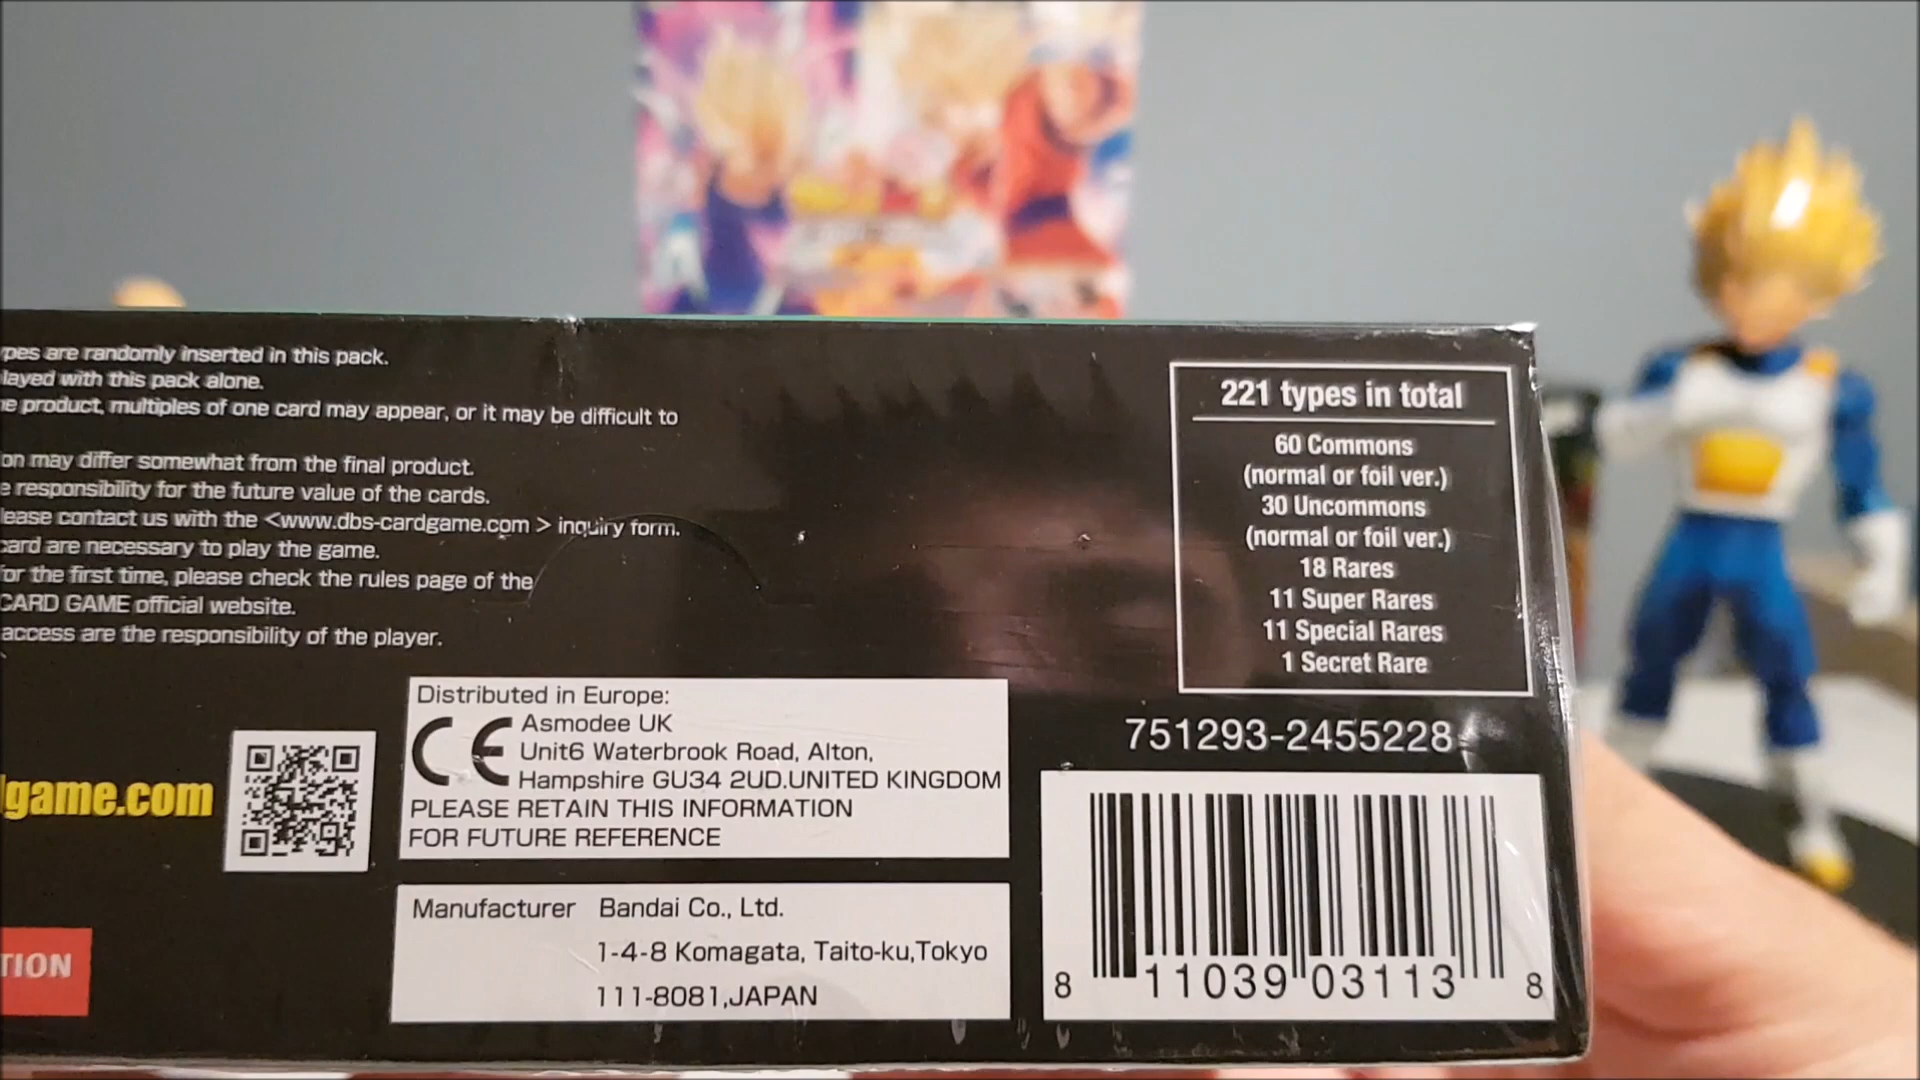 pes are randomly inserted in this pack.
layed with this pack alone.
e product, multiples of one card may appear, or it may be difficult to
on may differ somewhat from the final product.
e responsibility for the future value of the cards.
lease contact us with the <www.dbs-cardgame.com > inquiry form.
card are necessary to play the game.
for the first time, please check the rules page of the
CARD GAME official website.
access are the responsibility of the player.
221 types in total
60 Commons
(normal or foil ver.)
30 Uncommons
(normal or foil ver.)
18 Rares
11 Super Rares
11 Special Rares
1 Secret Rare
751293-2455228
game.com
Distributed in Europe:
CE Asmodee UK
Unit6 Waterbrook Road, Alton,
Hampshire GU34 2UD.UNITED KINGDOM
PLEASE RETAIN THIS INFORMATION
FOR FUTURE REFERENCE
TION
Manufacturer Bandai Co., Ltd.
1-4-8 Komagata, Taito-ku,Tokyo
111-8081,JAPAN
8 11039 03113 8